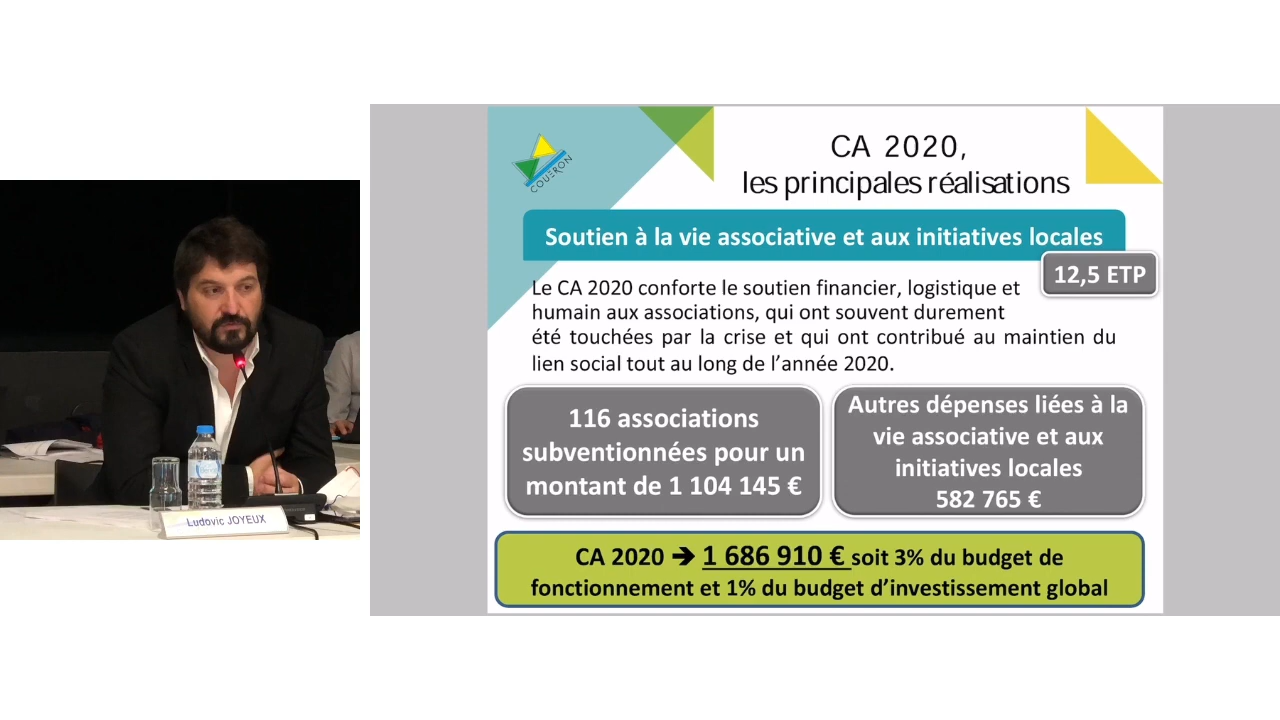 CA 2020,
les principales réalisations
COUËRON
Soutien à la vie associative et aux initiatives locales
12,5 ETP
Le CA 2020 conforte le soutien financier, logistique et
humain aux associations, qui ont souvent durement
été touchées par la crise et qui ont contribué au maintien du
lien social tout au long de l’année 2020.
116 associations
subventionnées pour un
montant de 1 104 145 €
Autres dépenses liées à la
vie associative et aux
initiatives locales
582 765 €
CA 2020 ➔ 1 686 910 € soit 3% du budget de
fonctionnement et 1% du budget d’investissement global
Ludovic JOYEUX